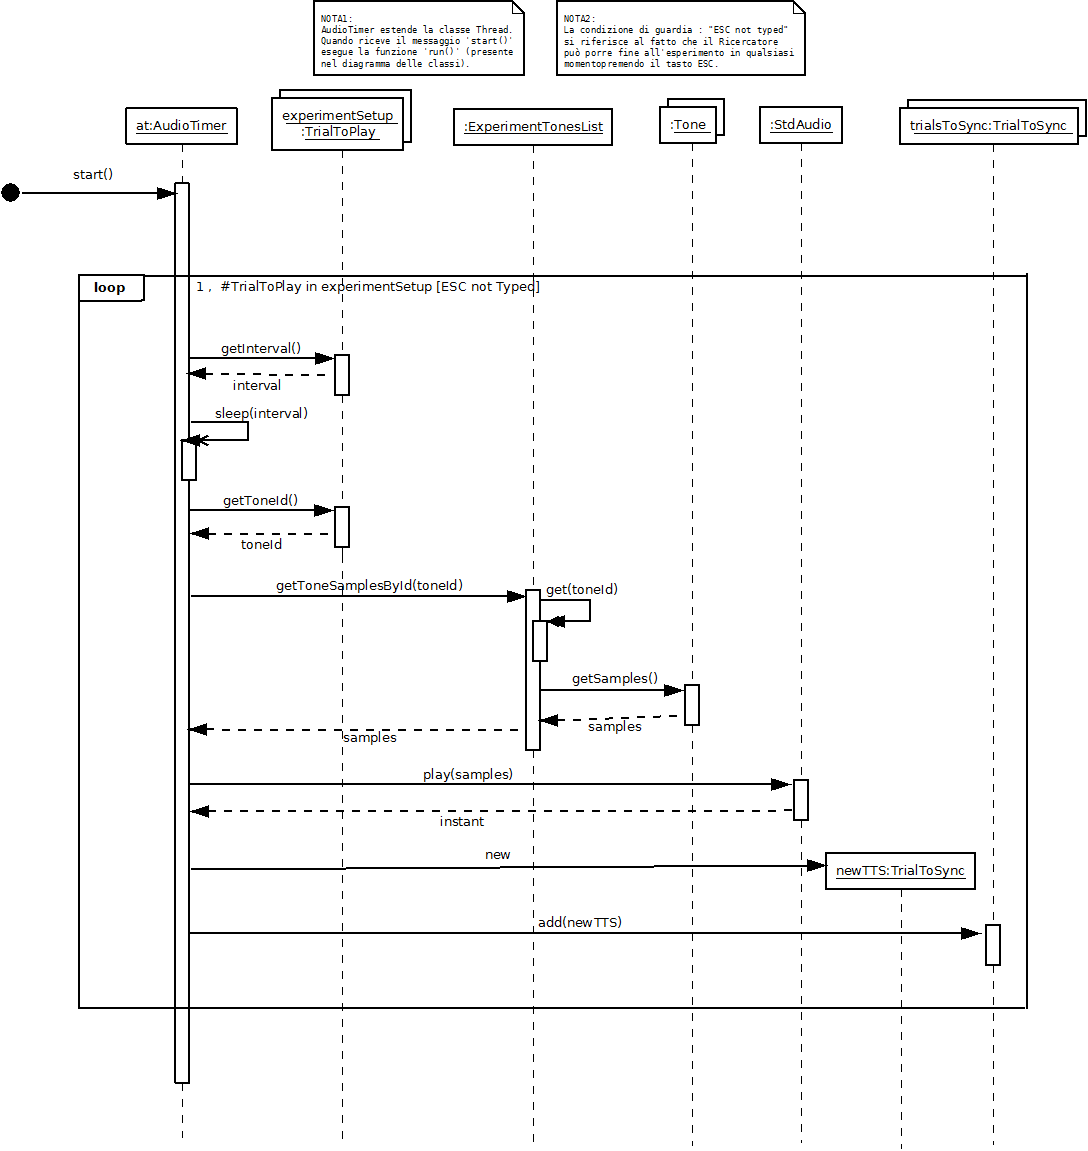 NOTA1:
AudioTimer estende la classe Thread.
Quando riceve il messaggio 'start()'
esegue la funzione 'run()' (presente
nel diagramma delle classi).
NOTA2:
La condizione di guardia : "ESC not typed"
si riferisce al fatto che il Ricercatore
può porre fine all'esperimento in qualsiasi
momentopremendo il tasto ESC.
at:AudioTimer
experimentSetup
:TrialToPlay
:ExperimentTonesList
:Tone
:StdAudio
trialsToSync:TrialToSync
start()
loop
1 , #TrialToPlay in experimentSetup [ESC not Typed]
getInterval()
interval
sleep(interval)
getToneId()
toneId
getToneSamplesById(toneId)
get(toneId)
getSamples()
samples
samples
play(samples)
instant
new
newTTS:TrialToSync
add(newTTS)